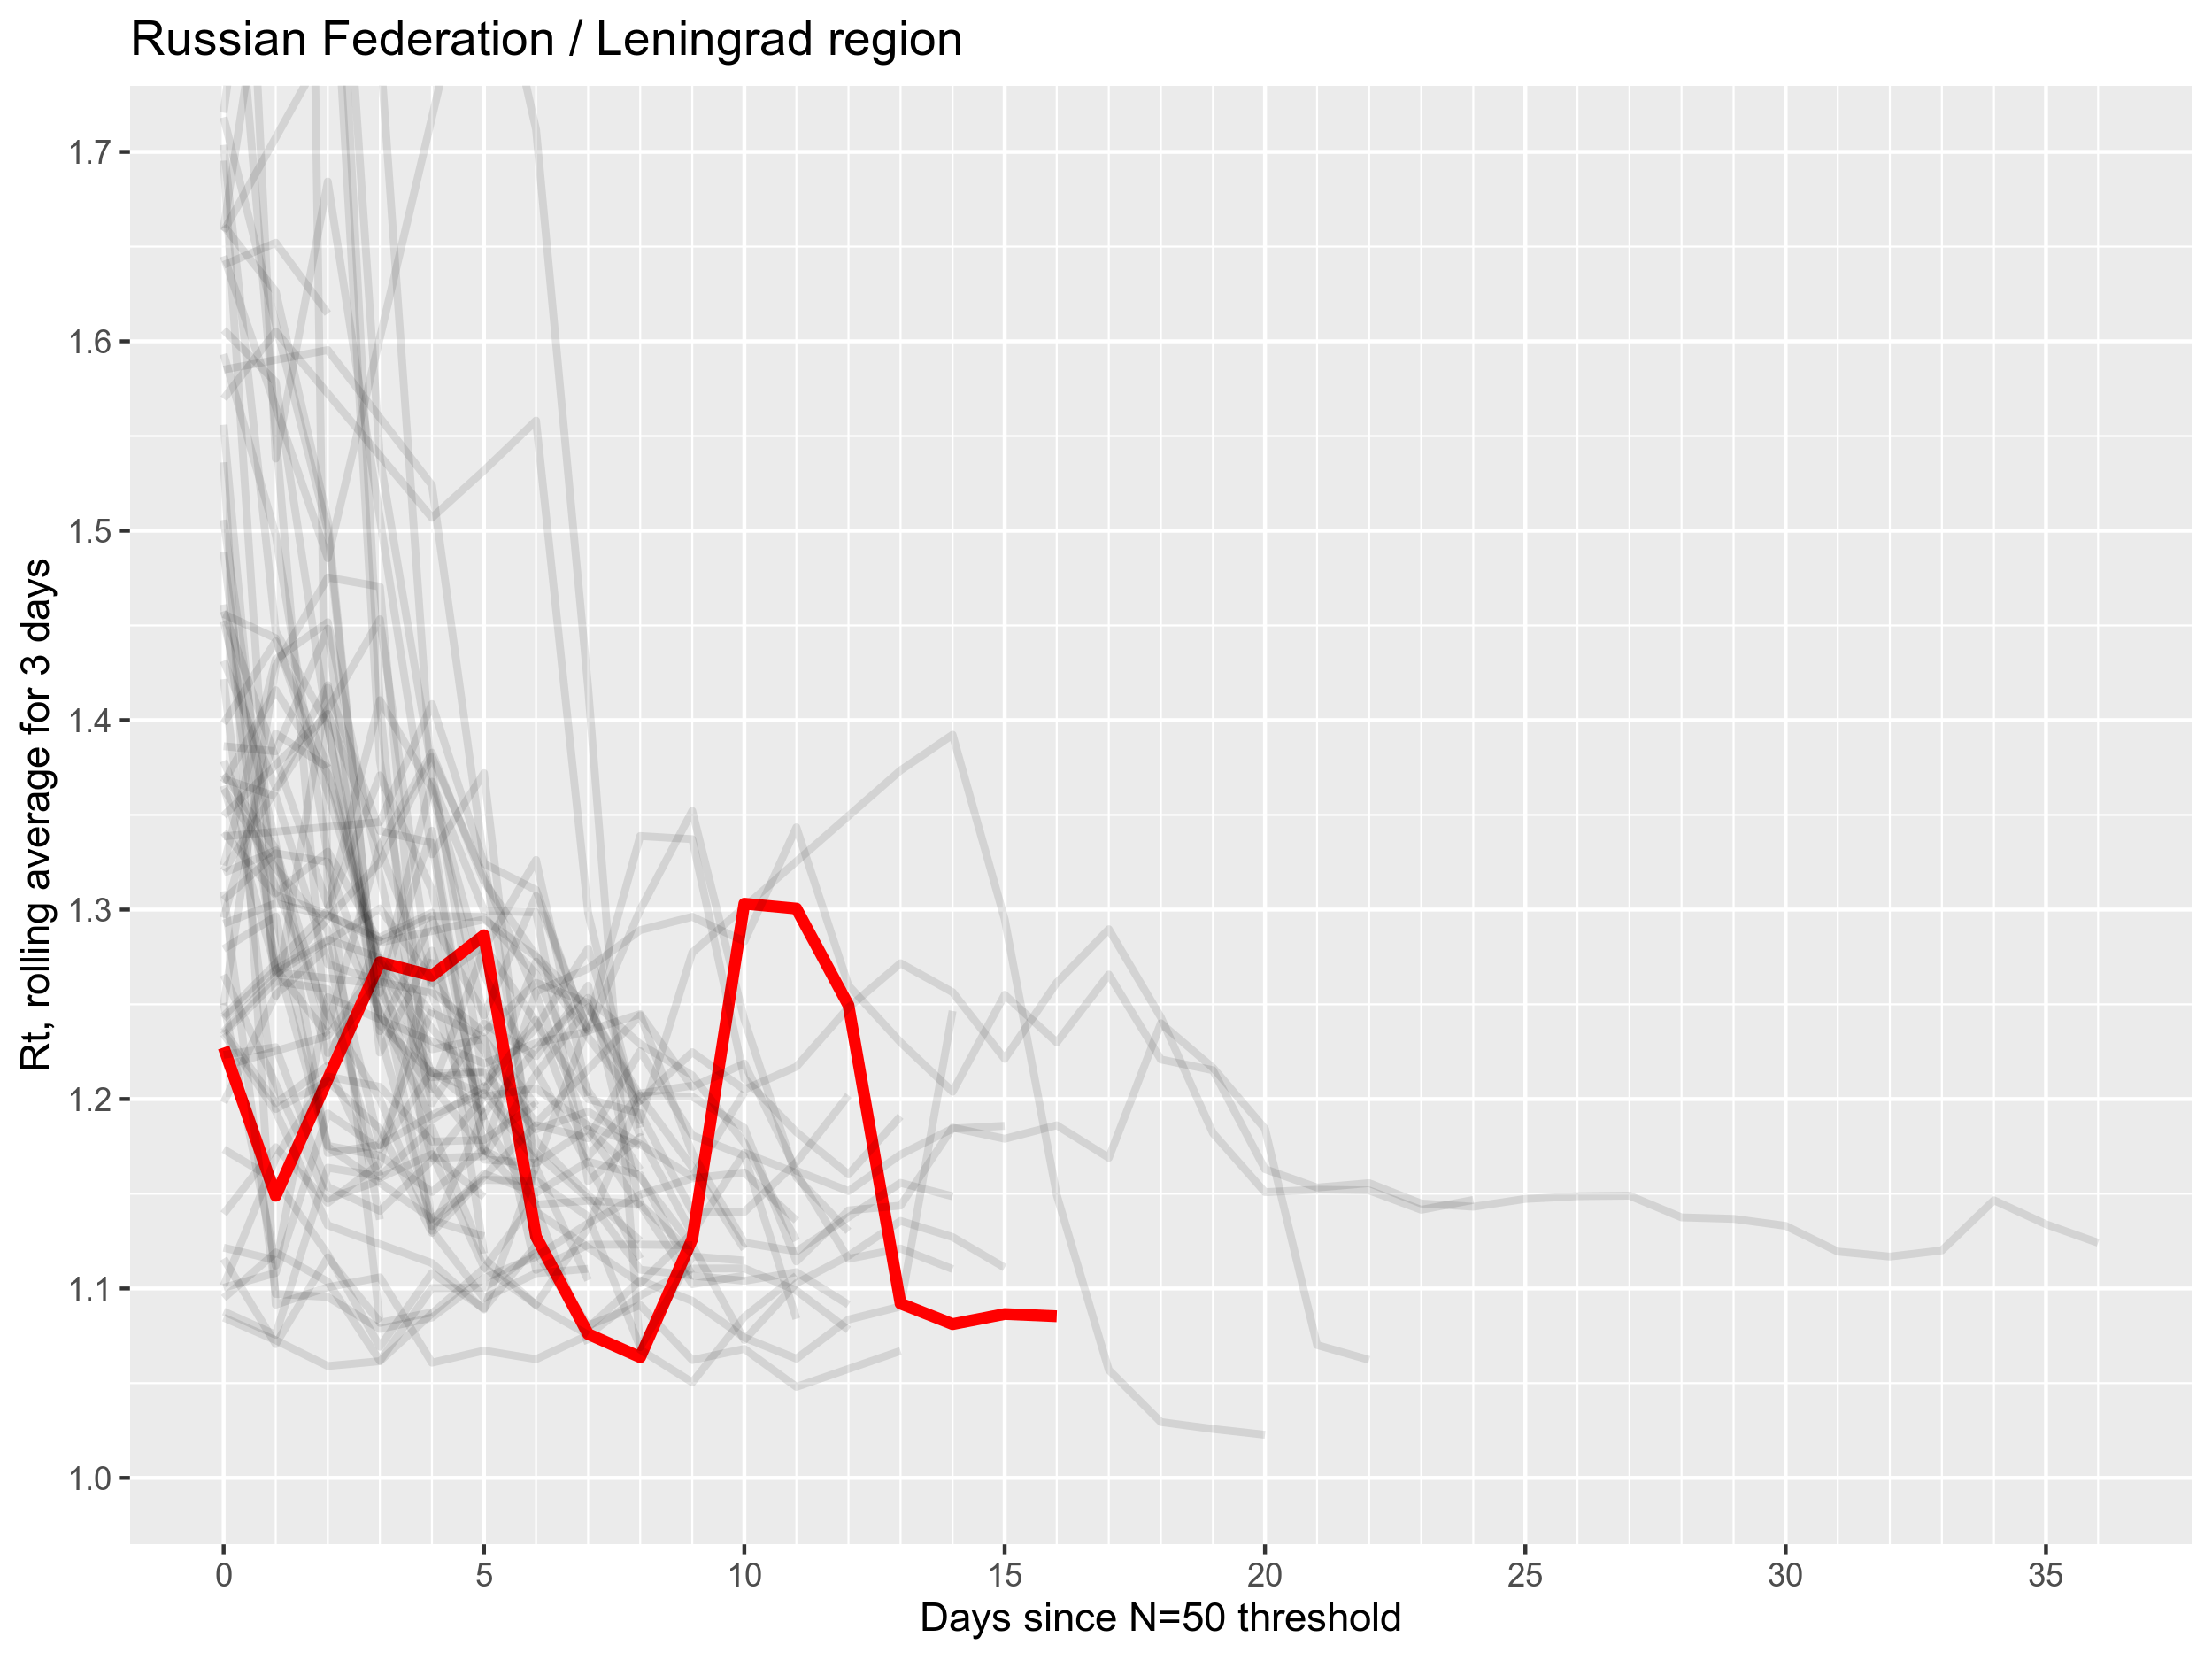 Russian Federation / Leningrad region
Rt, rolling average for 3 days
1.7
1.6
1.5
1.4
1.3
1.2
1.1
1.0
0 5 10 15 20 25 30 35
Days since N=50 threshold